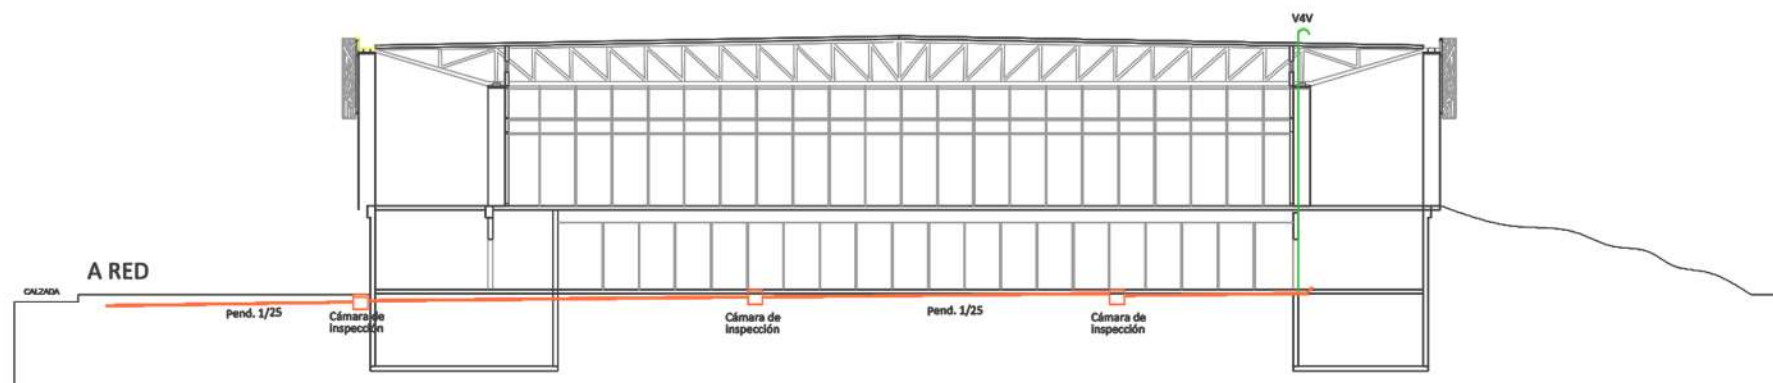 V4V
A RED
CALZADA
Pend. 1/25
Cámara de
inspección
Cámara de
inspección
Pend. 1/25
Cámara de
inspección